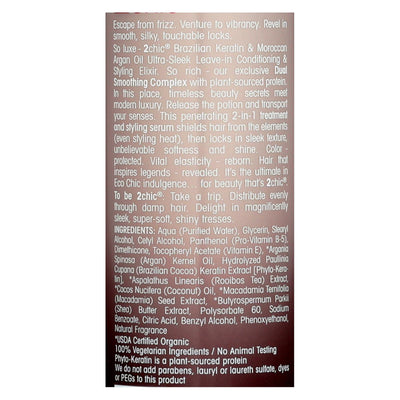 Escape from frizz. Venture to vibrancy. Revel in
smooth, silky, touchable locks.
So luxe - 2chic® Brazilian Keratin & Moroccan
Argan Oil Ultra-Sleek Leave-in Conditioning &
Styling Elixir. So rich - our exclusive Dual
Smoothing Complex with plant-sourced protein.
In this place, timeless beauty secrets meet
modern luxury. Release the potion and transport
your senses. This penetrating 2-in-1 treatment
and styling serum shields hair from the elements
(even styling heat), then locks in sleek texture,
unbelievable softness and shine. Color -
protected. Vital elasticity - reborn. Hair that
inspires legends - revealed. It's the ultimate in
Eco Chic indulgence... for beauty that's 2chic®.
To be 2chic®: Take a trip. Distribute evenly
through damp hair. Delight in magnificently
sleek, super-soft, shiny tresses.
INGREDIENTS: Aqua (Purified Water), Glycerin, Stearyl
Alcohol, Cetyl Alcohol, Panthenol (Pro-Vitamin B-5),
Dimethicone, Tocopheryl Acetate (Vitamin E), *Argania
Spinosa (Argan) Kernel Oil, Hydrolyzed Paullinia
Cupana (Brazilian Cocoa) Keratin Extract [Phyto-Kera-
tin], *Aspalathus Linearis (Rooibos Tea) Extract,
*Cocos Nucifera (Coconut) Oil, *Macadamia Ternifolia
(Macadamia) Seed Extract, *Butyrospermum Parkii
(Shea) Butter Extract, Polysorbate 60, Sodium
Benzoate, Citric Acid, Benzyl Alcohol, Phenoxyethanol,
Natural Fragrance
*USDA Certified Organic
100% Vegetarian Ingredients / No Animal Testing
Phyto-Keratin is a plant-sourced protein
We do not add parabens, lauryl or laureth sulfate, dyes
or PEGs to this product